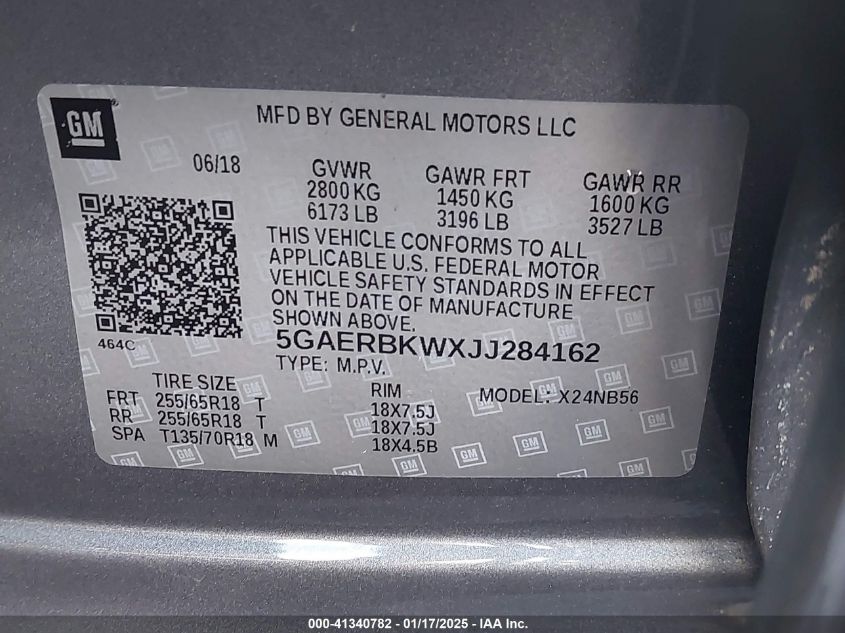 GM
MFD BY GENERAL MOTORS LLC
06/18
GVWR
2800 KG
6173 LB
GAWR FRT
1450 KG
3196 LB
GAWR RR
1600 KG
3527 LB
THIS VEHICLE CONFORMS TO ALL
APPLICABLE U.S. FEDERAL MOTOR
VEHICLE SAFETY STANDARDS IN EFFECT
ON THE DATE OF MANUFACTURE
SHOWN ABOVE.
464C
5GAERBKWXJJ284162
TYPE: M.P.V.
MODEL: X24NB56
TIRE SIZE
RIM
FRT 255/65R18 T 18X7.5J
RR 255/65R18 T 18X7.5J
SPA T135/70R18 M 18X4.5B
000-41340782 - 01/17/2025 - IAA Inc.